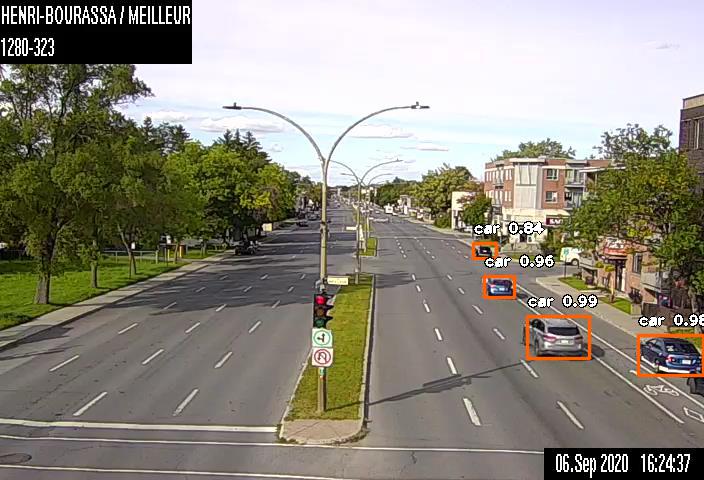 HENRI-BOURASSA / MEILLEUR
1280-323
car 0.84
car 0.96
car 0.99
car 0.98
06.Sep 2020 16:24:37